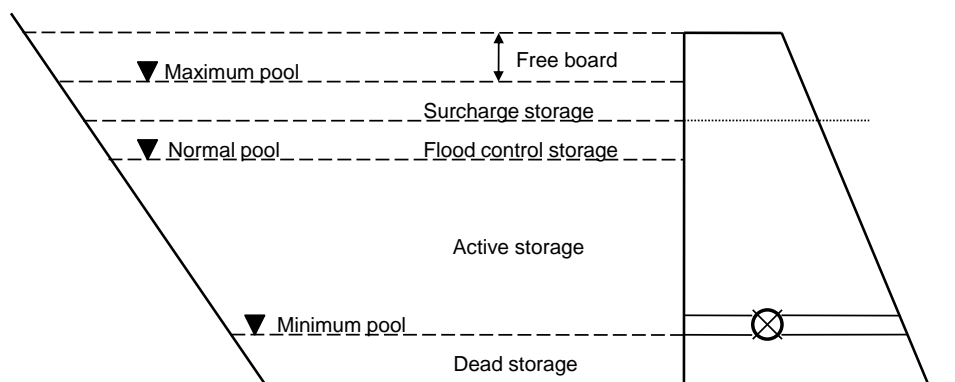 Free board
Maximum pool
Surcharge storage
Normal pool
Flood control storage
Active storage
Minimum pool
Dead storage